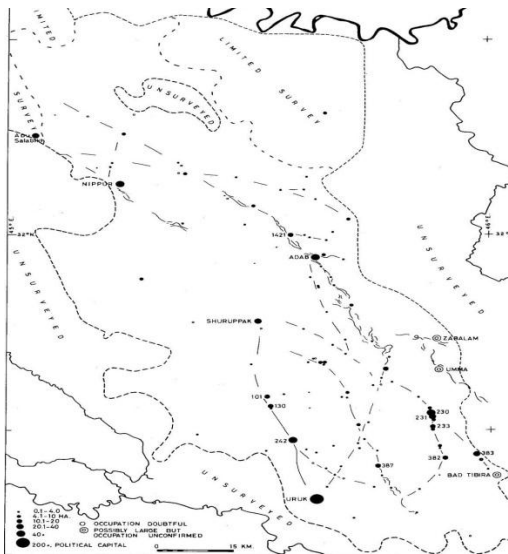 LIMITED SURVEY
LIMITED SURVEY
UNSURVEYED
ABU
Salabikh
NIPPUR
45°E.
32°N
32°
1421
ADAB
UNSURVEYED
UNSURVEYED
SHURUPPAK
ZABALAM
UMMA
101
130
230
231
233
242
382
383
387
BAD TIBIRA
URUK
UNSURVEYED
0.1-4.0
4.1-10 HA.
10.1-20
20.1-40
40+
200+, POLITICAL CAPITAL
OCCUPATION DOUBTFUL
POSSIBLY LARGE BUT
OCCUPATION UNCONFIRMED
0 15 KM.